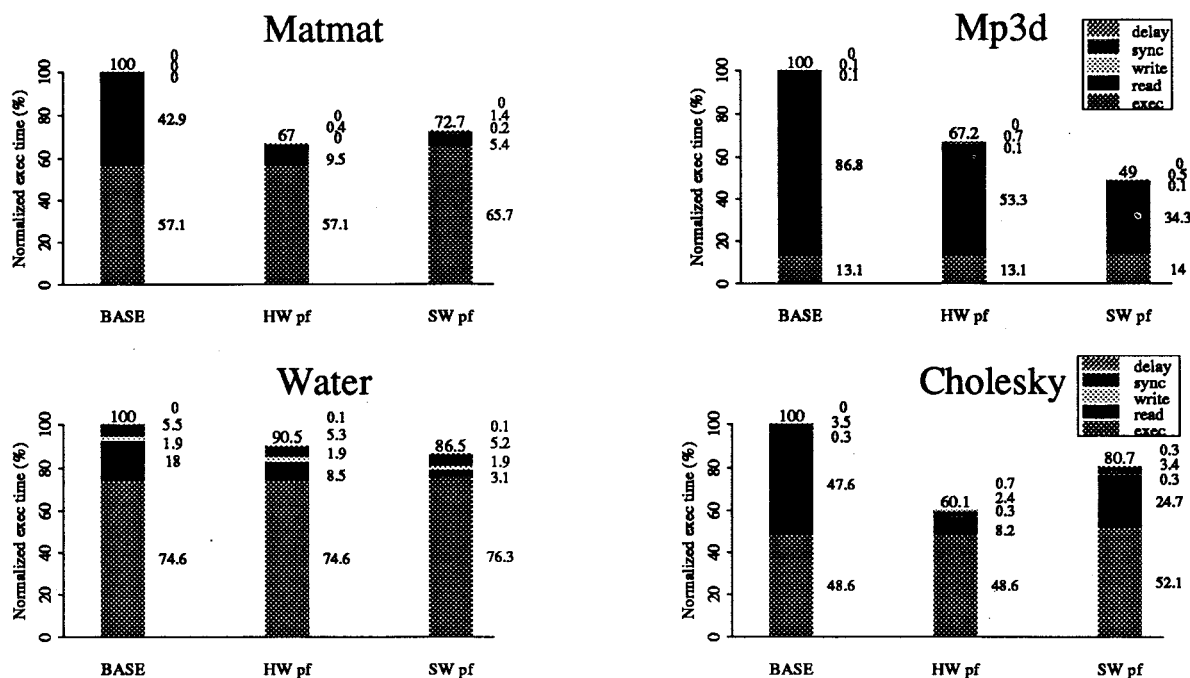 Matmat
Normalized exec time (%)
0 20 40 60 80 100
100
0
0
0
42.9
57.1
67
0
0.4
0
9.5
57.1
72.7
0
1.4
0.2
5.4
65.7
BASE HW pf SW pf
Mp3d
delay
sync
write
read
exec
Normalized exec time (%)
0 20 40 60 80 100
100
0
0.1
0.1
86.8
13.1
67.2
0
0.7
0.1
53.3
13.1
49
0
0.5
0.1
34.3
14
BASE HW pf SW pf
Water
Normalized exec time (%)
0 20 40 60 80 100
100
0
5.5
1.9
18
74.6
90.5
0.1
5.3
1.9
8.5
74.6
86.5
0.1
5.2
1.9
3.1
76.3
BASE HW pf SW pf
Cholesky
delay
sync
write
read
exec
Normalized exec time (%)
0 20 40 60 80 100
100
0
3.5
0.3
47.6
48.6
60.1
0.7
2.4
0.3
8.2
48.6
80.7
0.3
3.4
0.3
24.7
52.1
BASE HW pf SW pf